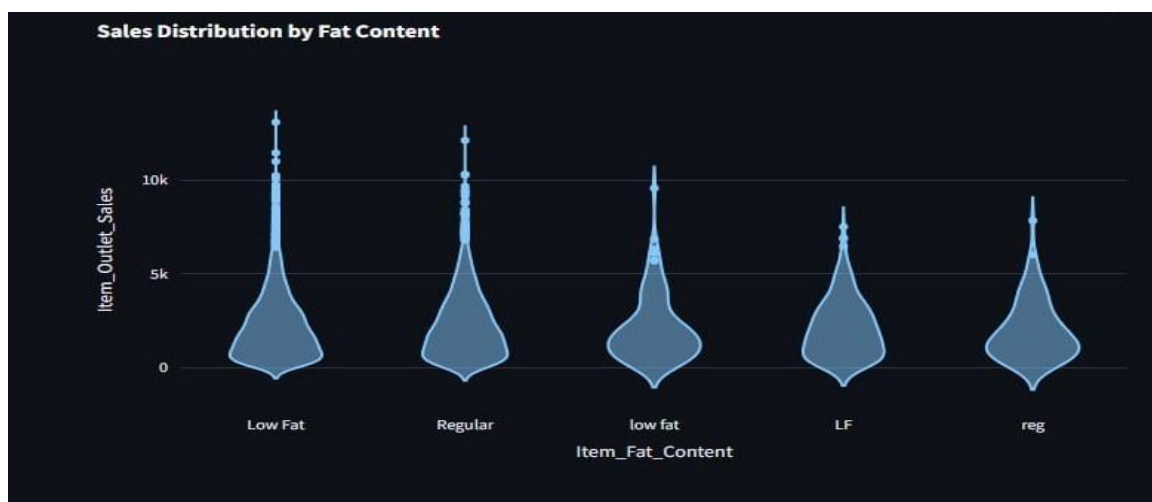 Sales Distribution by Fat Content
Item_Outlet_Sales
10k
5k
0
Low Fat
Regular
low fat
LF
reg
Item_Fat_Content